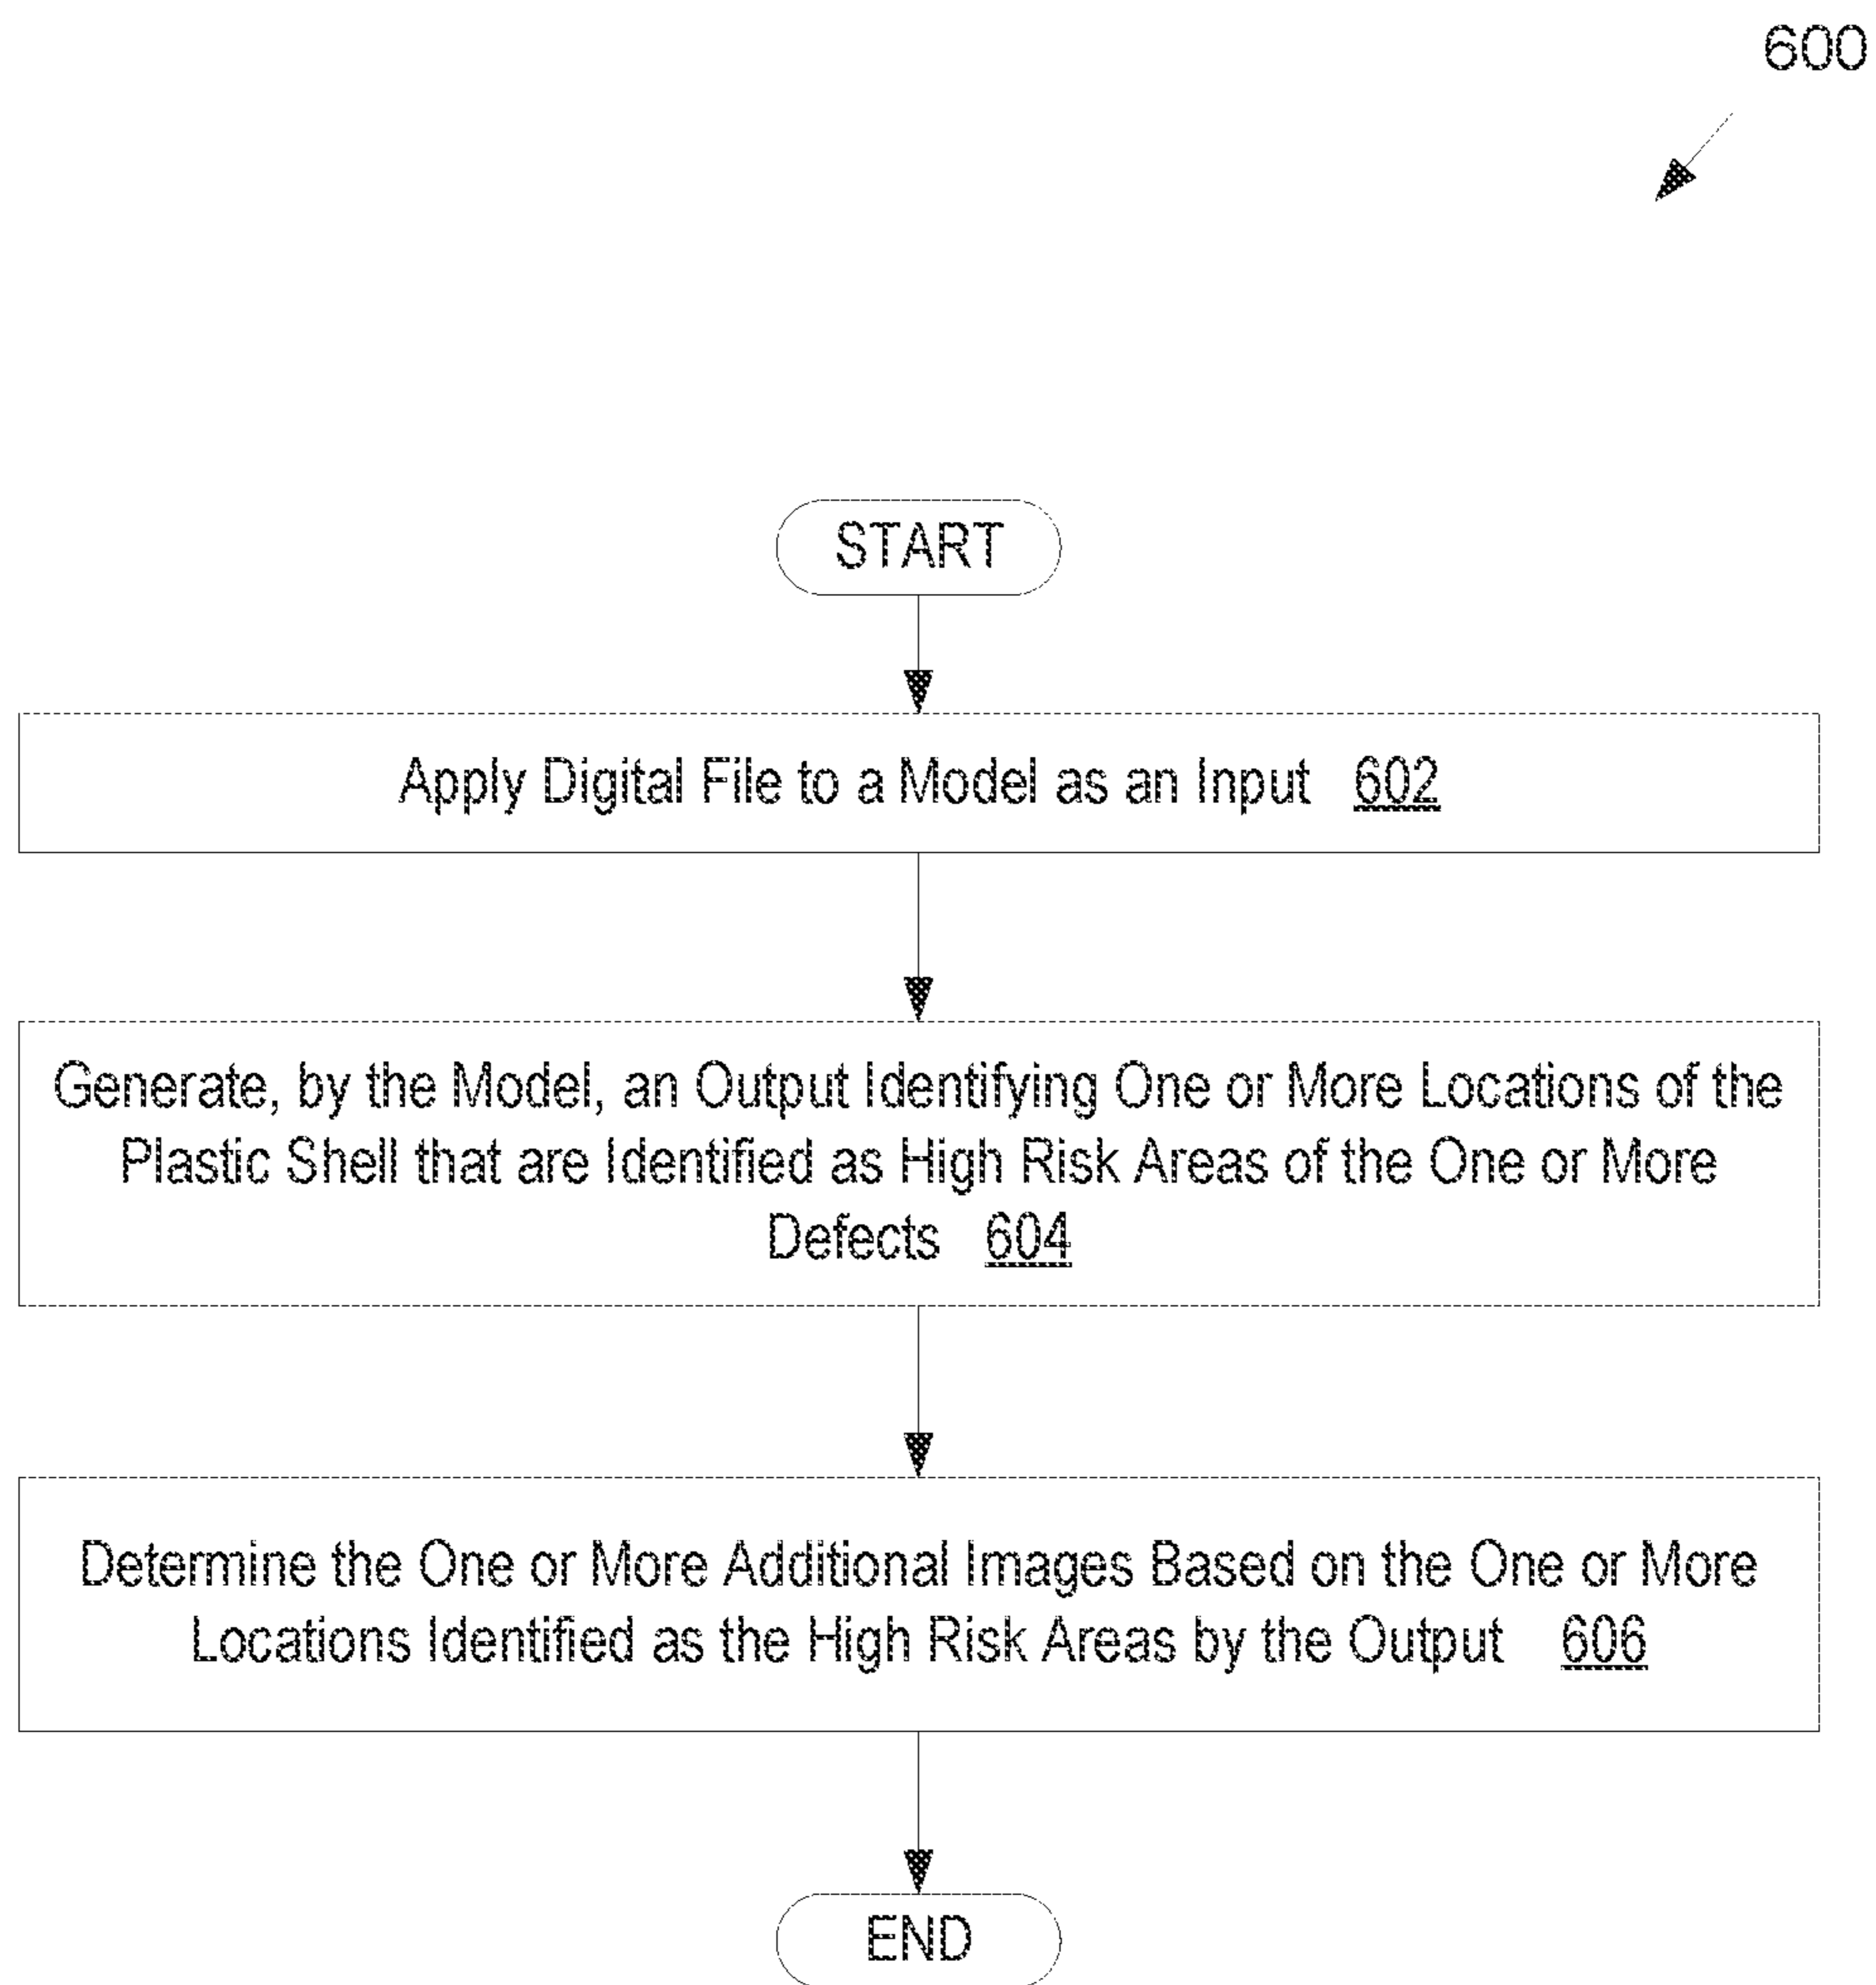 600
START
Apply Digital File to a Model as an Input 602
Generate, by the Model, an Output Identifying One or More Locations of the
Plastic Shell that are Identified as High Risk Areas of the One or More
Defects 604
Determine the One or More Additional Images Based on the One or More
Locations Identified as the High Risk Areas by the Output 606
END